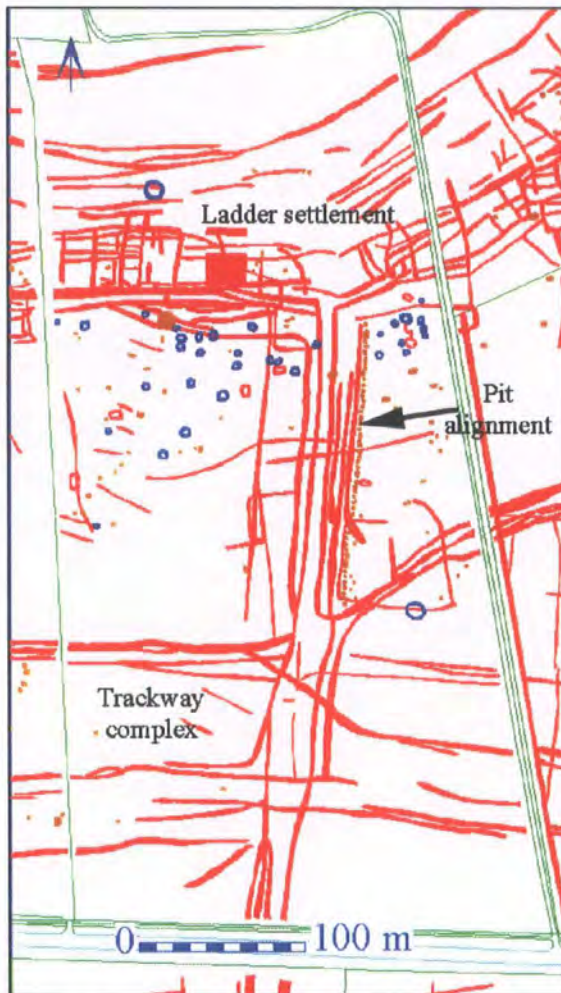 Ladder settlement
Pit
alignment
Trackway
complex
0 100 m